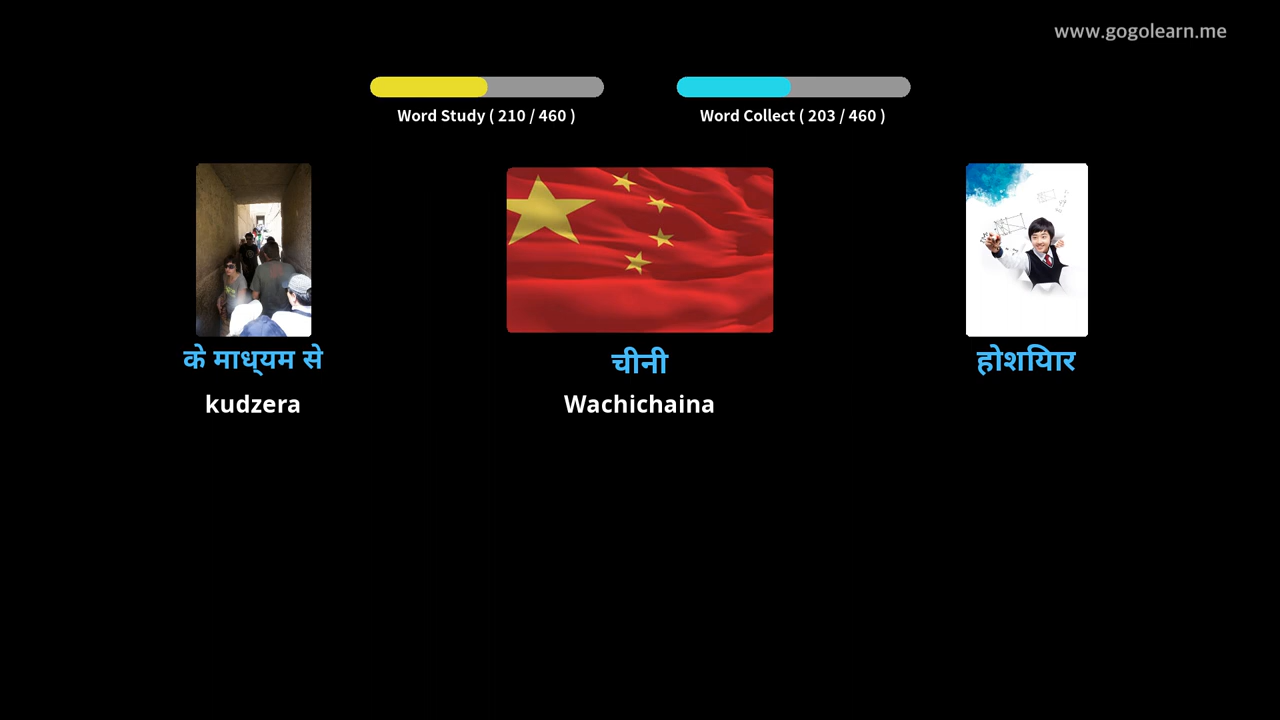 www.gogolearn.me
Word Study ( 210 / 460 )
Word Collect ( 203 / 460 )
के माध्यम से
चीनी
होशियार
kudzera
Wachichaina